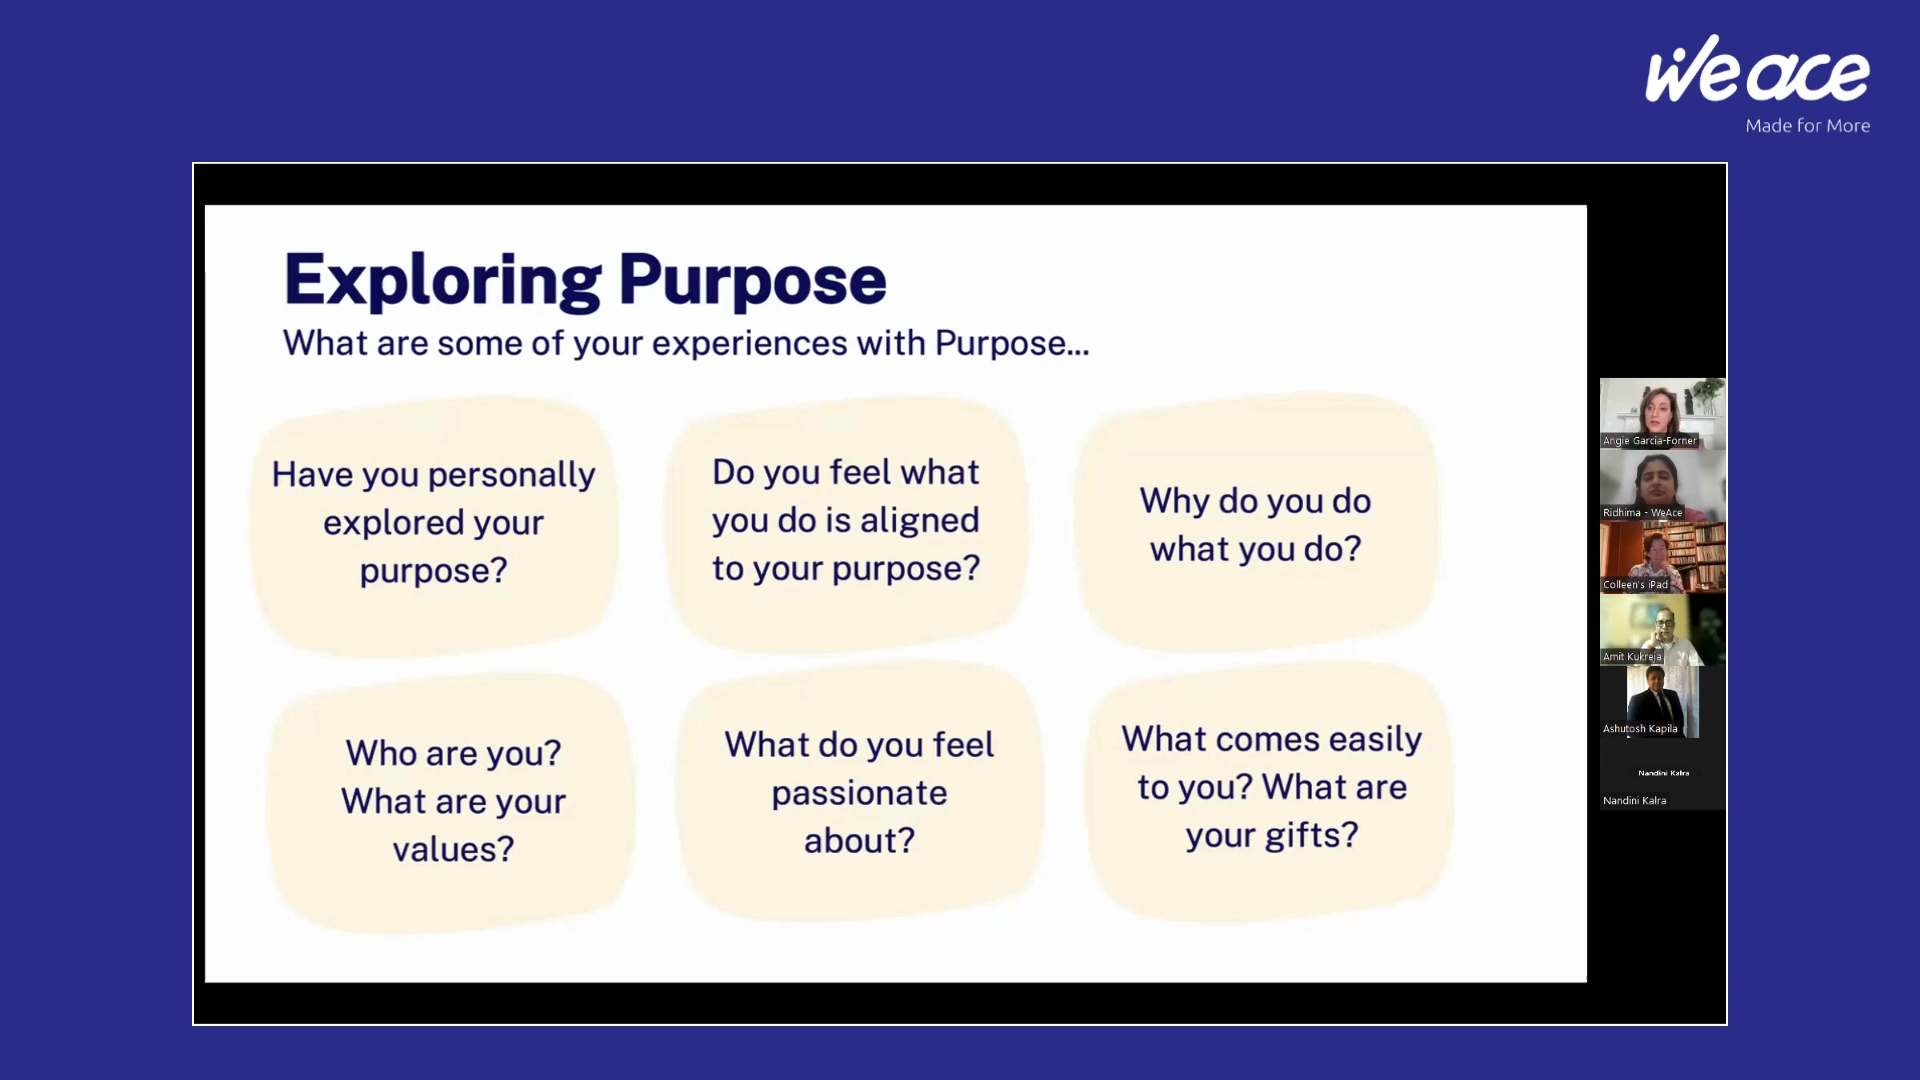 Weace
Made for More
Exploring Purpose
What are some of your experiences with Purpose...
Have you personally
explored your
purpose?
Do you feel what
you do is aligned
to your purpose?
Why do you do
what you do?
Who are you?
What are your
values?
What do you feel
passionate
about?
What comes easily
to you? What are
your gifts?
Angie Garcia-Forner
Ridhima - WeAce
Colleen's iPad
Amit Kukreja
Ashutosh Kapila
Nandini Kalra
Nandini Kalra